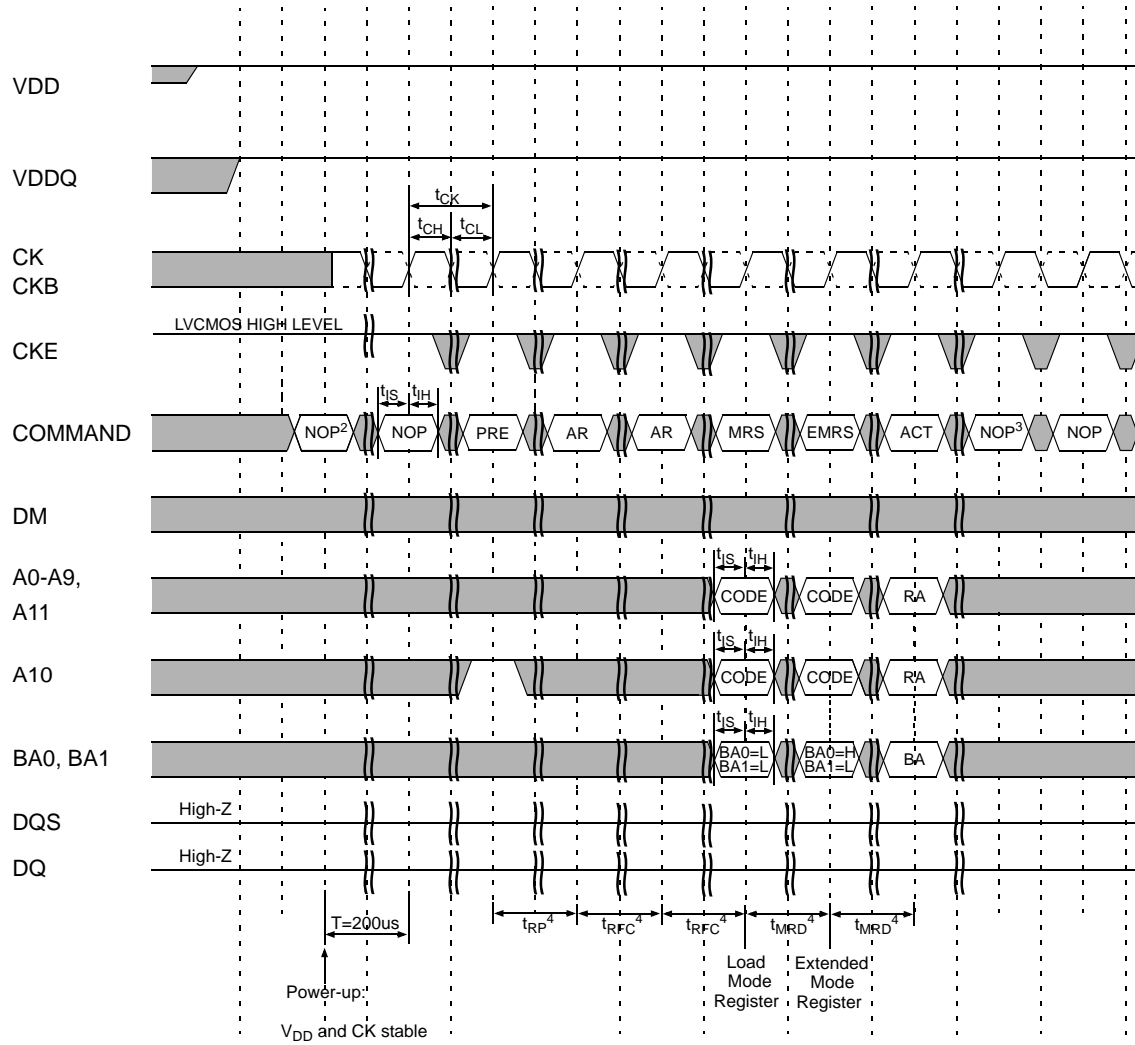 VDD
VDDQ
tCK
tCH tCL
CK
CKB
LVCMOS HIGH LEVEL
CKE
tIS tIH
COMMAND NOP2 NOP PRE AR AR MRS EMRS ACT NOP3 NOP
DM
tIS tIH
A0-A9,
A11
CODE CODE RA
tIS tIH
A10 CODE CODE RA
tIS tIH
BA0, BA1
BA0=L BA0=H
BA1=L BA1=L
BA
High-Z
DQS
High-Z
DQ
T=200us
tRP4 tRFC4 tRFC4 tMRD4 tMRD4
Load
Mode
Register
Extended
Mode
Register
Power-up:
VDD and CK stable